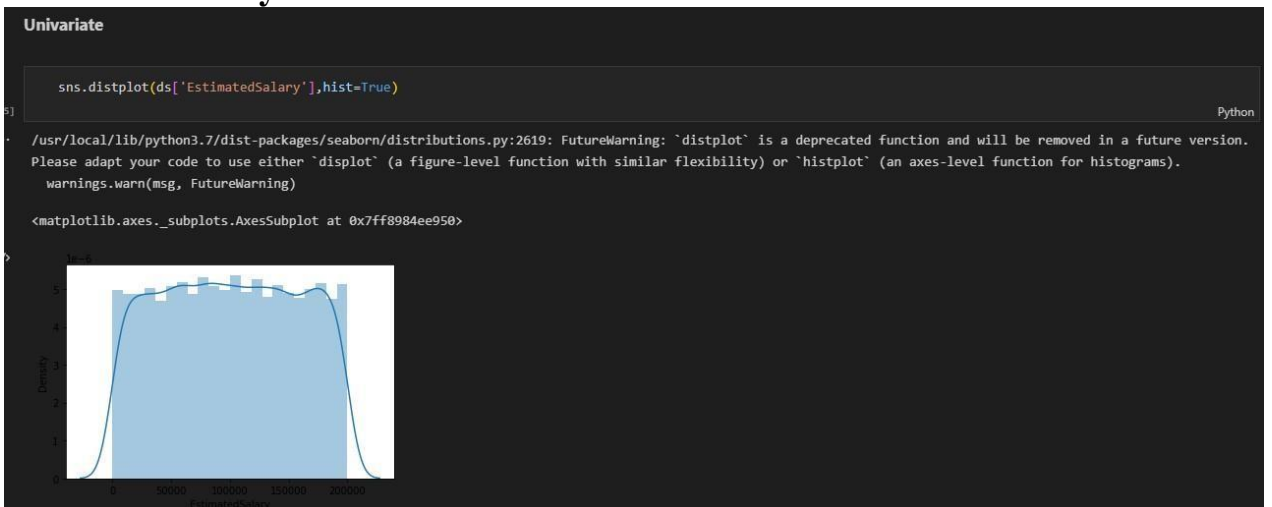 Univariate
sns.distplot(ds['EstimatedSalary'],hist=True)
5]
Python
/usr/local/lib/python3.7/dist-packages/seaborn/distributions.py:2619: FutureWarning: `distplot` is a deprecated function and will be removed in a future version.
Please adapt your code to use either `displot` (a figure-level function with similar flexibility) or `histplot` (an axes-level function for histograms).
warnings.warn(msg, FutureWarning)
<matplotlib.axes._subplots.AxesSubplot at 0x7ff8984ee950>
1e-6
5
4
3
2
1
0
Density
0 50000 100000 150000 200000
EstimatedSalary